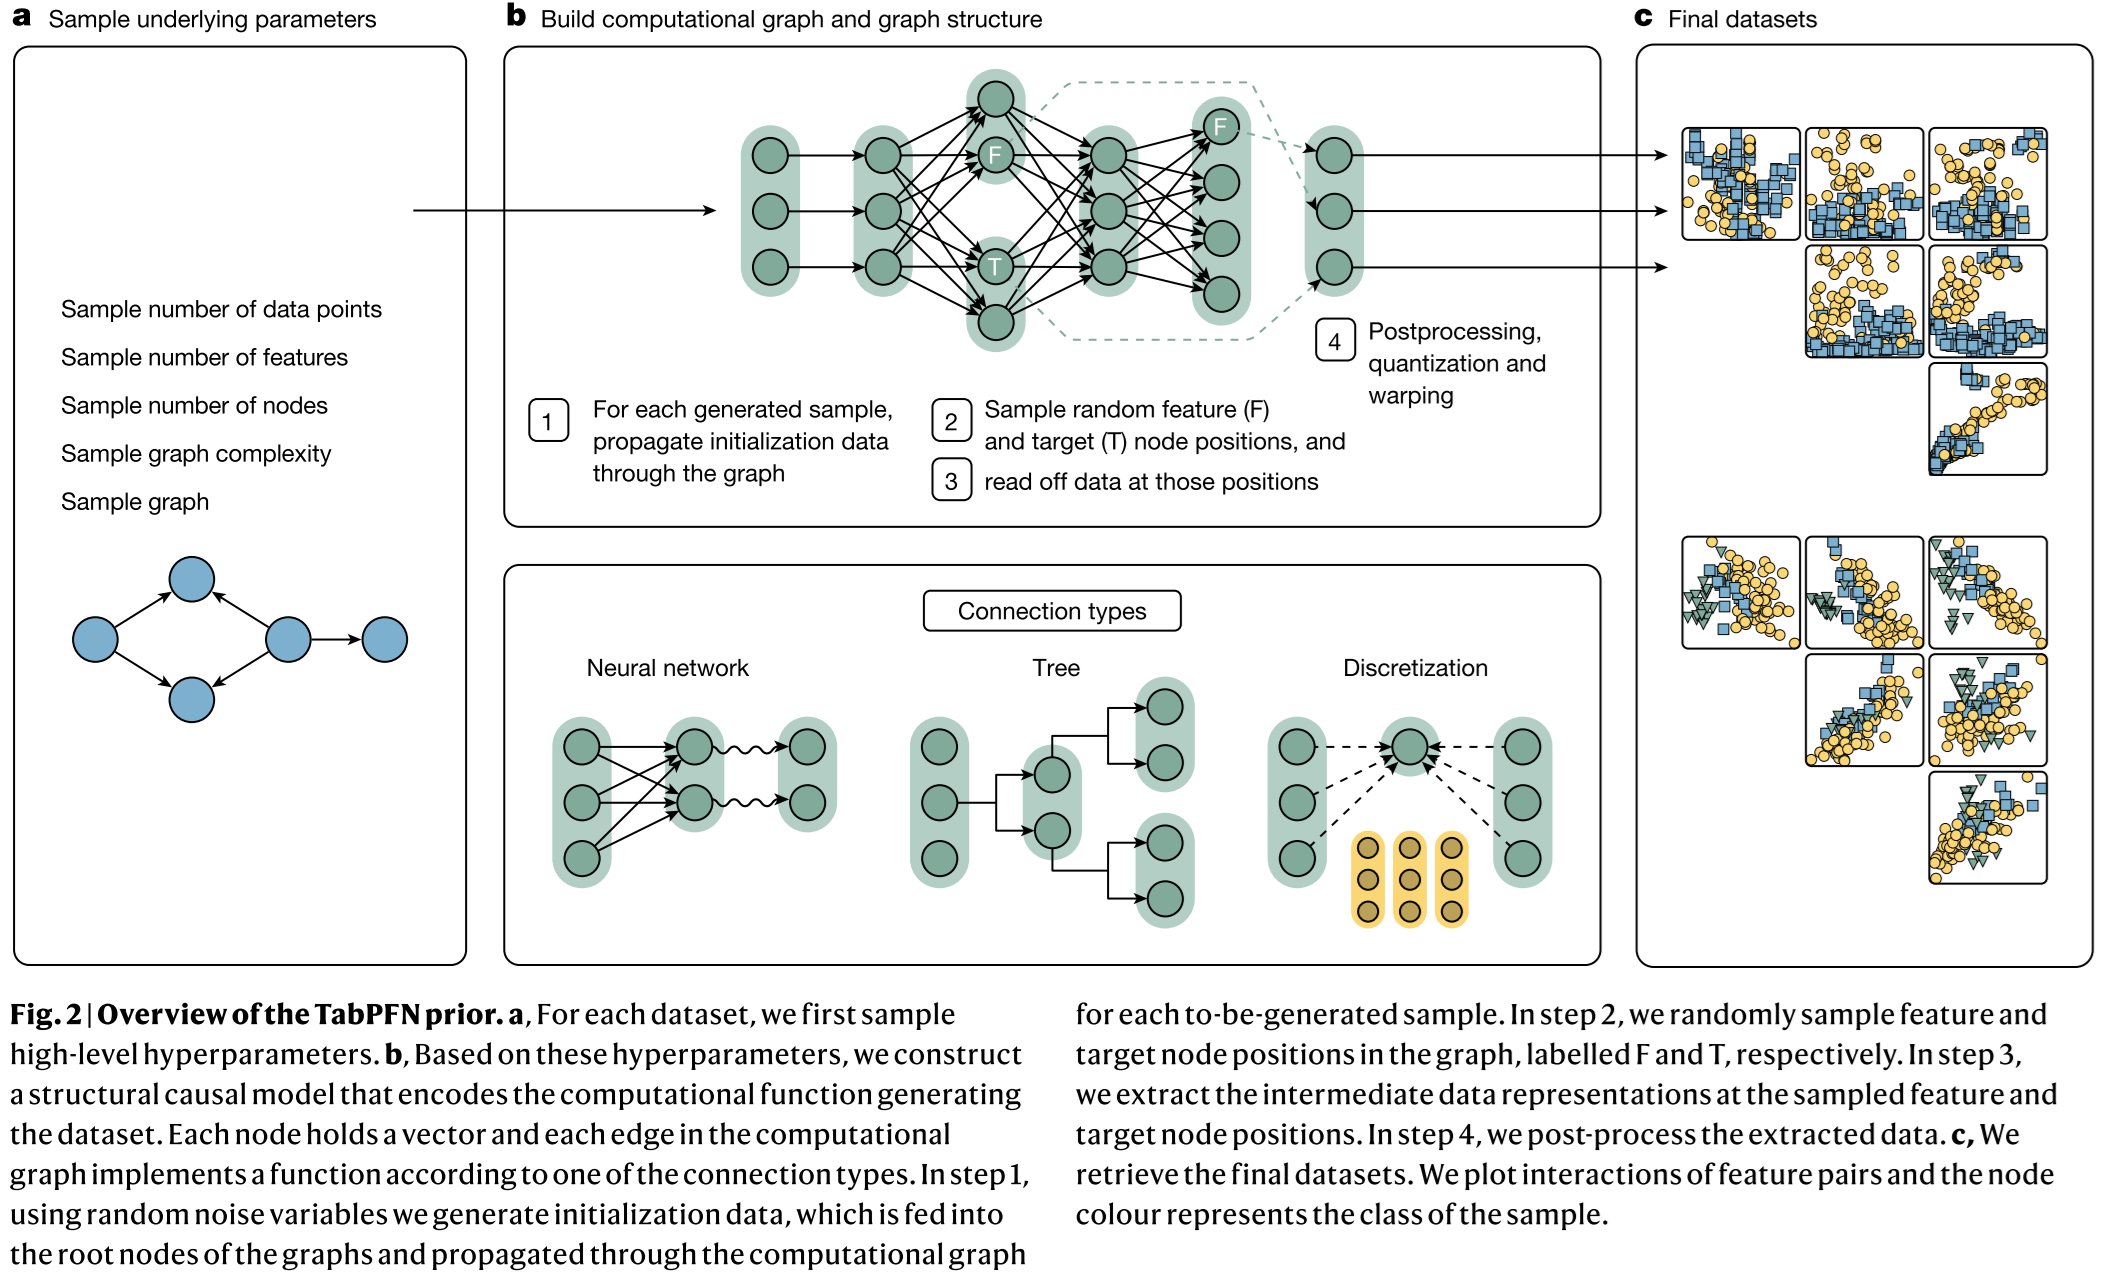 a Sample underlying parameters
Sample number of data points
Sample number of features
Sample number of nodes
Sample graph complexity
Sample graph
b Build computational graph and graph structure
F
F
T
1 For each generated sample,
propagate initialization data
through the graph
2 Sample random feature (F)
and target (T) node positions, and
3 read off data at those positions
4 Postprocessing,
quantization and
warping
Connection types
Neural network
Tree
Discretization
c Final datasets
Fig. 2 | Overview of the TabPFN prior. a, For each dataset, we first sample
high-level hyperparameters. b, Based on these hyperparameters, we construct
a structural causal model that encodes the computational function generating
the dataset. Each node holds a vector and each edge in the computational
graph implements a function according to one of the connection types. In step 1,
using random noise variables we generate initialization data, which is fed into
the root nodes of the graphs and propagated through the computational graph
for each to-be-generated sample. In step 2, we randomly sample feature and
target node positions in the graph, labelled F and T, respectively. In step 3,
we extract the intermediate data representations at the sampled feature and
target node positions. In step 4, we post-process the extracted data. c, We
retrieve the final datasets. We plot interactions of feature pairs and the node
colour represents the class of the sample.